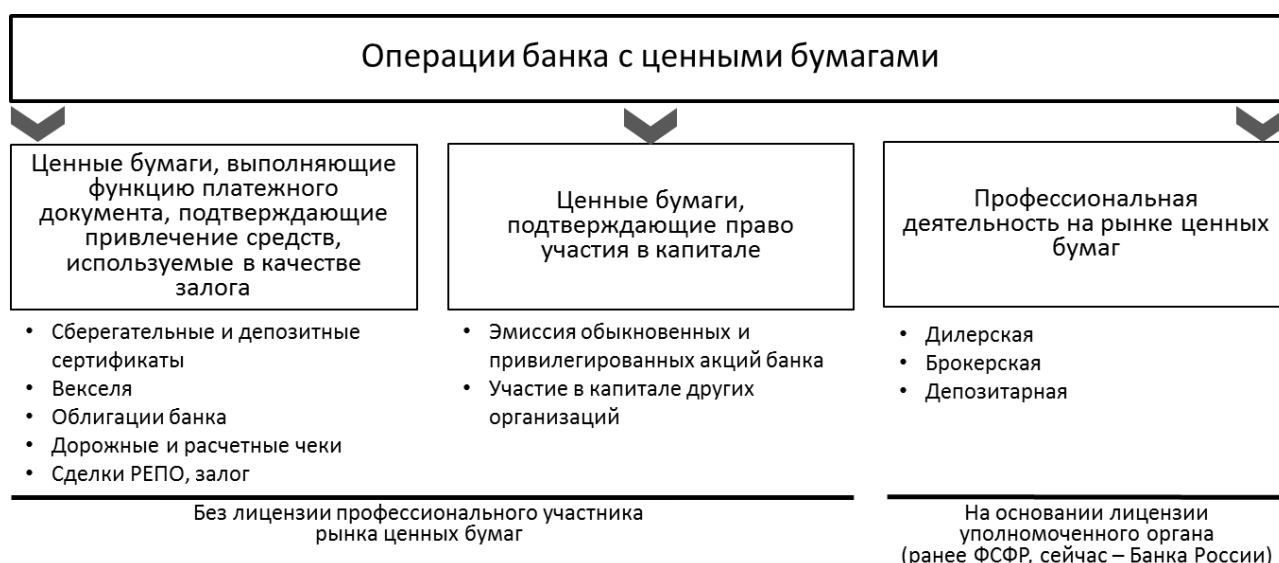 Операции банка с ценными бумагами
Ценные бумаги, выполняющие
функцию платежного
документа, подтверждающие
привлечение средств,
используемые в качестве
залога
• Сберегательные и депозитные
сертификаты
• Векселя
• Облигации банка
• Дорожные и расчетные чеки
• Сделки РЕПО, залог
Ценные бумаги,
подтверждающие право
участия в капитале
• Эмиссия обыкновенных и
привилегированных акций банка
• Участие в капитале других
организаций
Без лицензии профессионального участника
рынка ценных бумаг
Профессиональная
деятельность на рынке ценных
бумаг
• Дилерская
• Брокерская
• Депозитарная
На основании лицензии
уполномоченного органа
(ранее ФСФР, сейчас – Банка России)